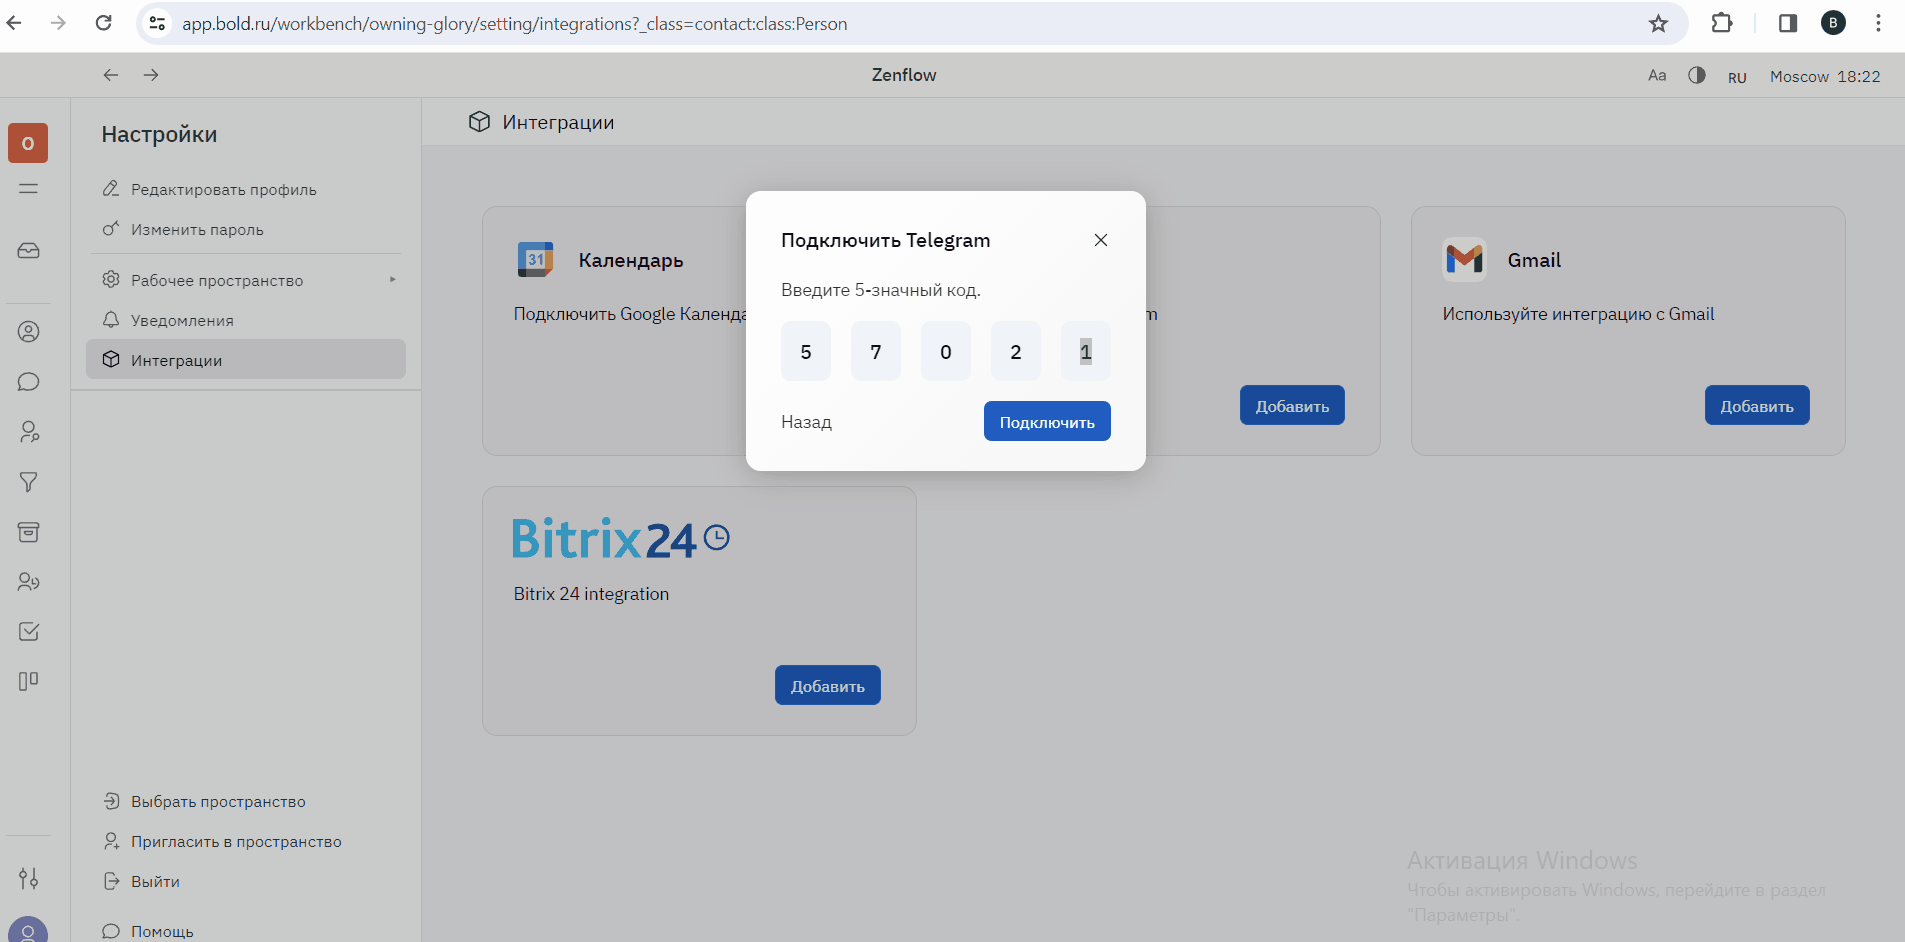 app.bold.ru/workbench/owning-glory/setting/integrations?_class=contact:class:Person
B
Zenflow
Aa
RU
Moscow 18:22
O
Настройки
Редактировать профиль
Изменить пароль
Рабочее пространство
Уведомления
Интеграции
Выбрать пространство
Пригласить в пространство
Выйти
Помощь
Интеграции
31
Календарь
Подключить Google Календа
Подключить Telegram
Введите 5-значный код.
5 7 0 2 1
Назад
Подключить
m
Добавить
Gmail
Используйте интеграцию с Gmail
Добавить
Bitrix 24
Bitrix 24 integration
Добавить
Активация Windows
Чтобы активировать Windows, перейдите в раздел
"Параметры".